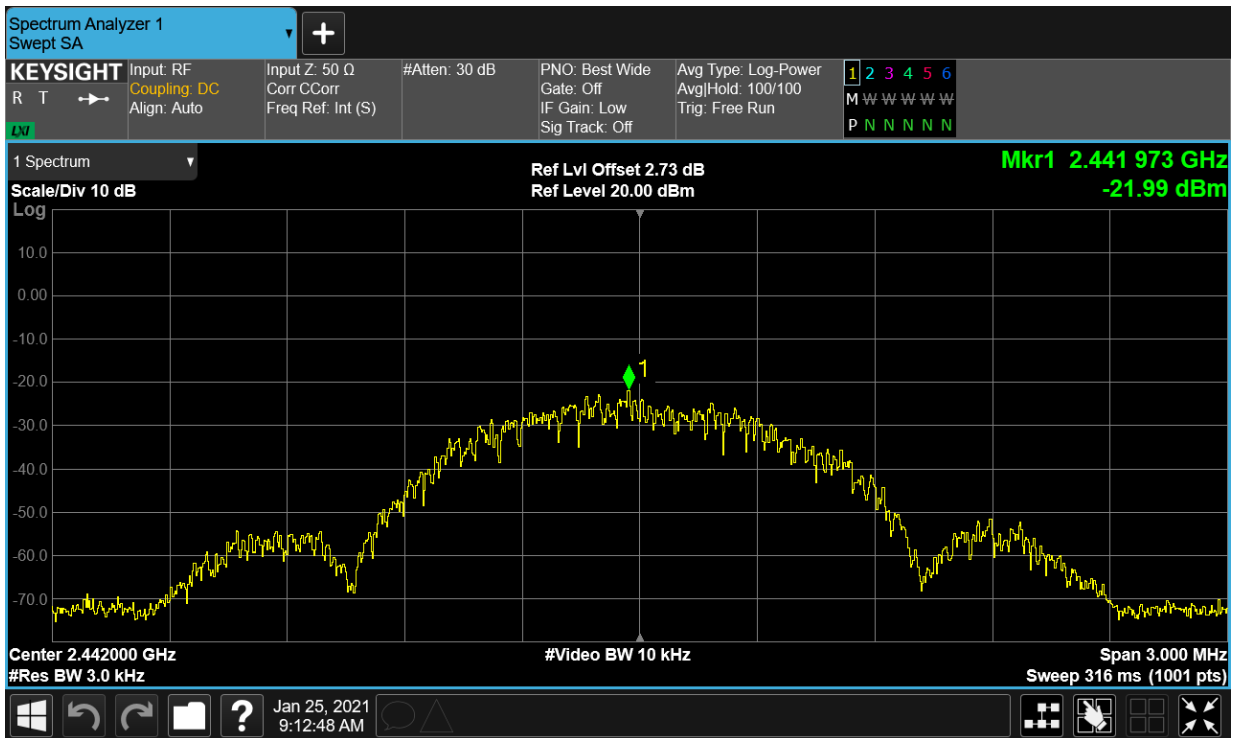 Spectrum Analyzer 1
Swept SA
KEYSIGHT
R T
LXI
Input: RF
Coupling: DC
Align: Auto
Input Z: 50 Ω
Corr CCorr
Freq Ref: Int (S)
#Atten: 30 dB
PNO: Best Wide
Gate: Off
IF Gain: Low
Sig Track: Off
Avg Type: Log-Power
Avg|Hold: 100/100
Trig: Free Run
1 2 3 4 5 6
M W W W W W
P N N N N N
1 Spectrum
Scale/Div 10 dB
Log
Ref Lvl Offset 2.73 dB
Ref Level 20.00 dBm
Mkr1 2.441 973 GHz
-21.99 dBm
10.0
0.00
-10.0
1
-20.0
-30.0
-40.0
-50.0
-60.0
-70.0
Center 2.442000 GHz
#Res BW 3.0 kHz
#Video BW 10 kHz
Span 3.000 MHz
Sweep 316 ms (1001 pts)
?
Jan 25, 2021
9:12:48 AM